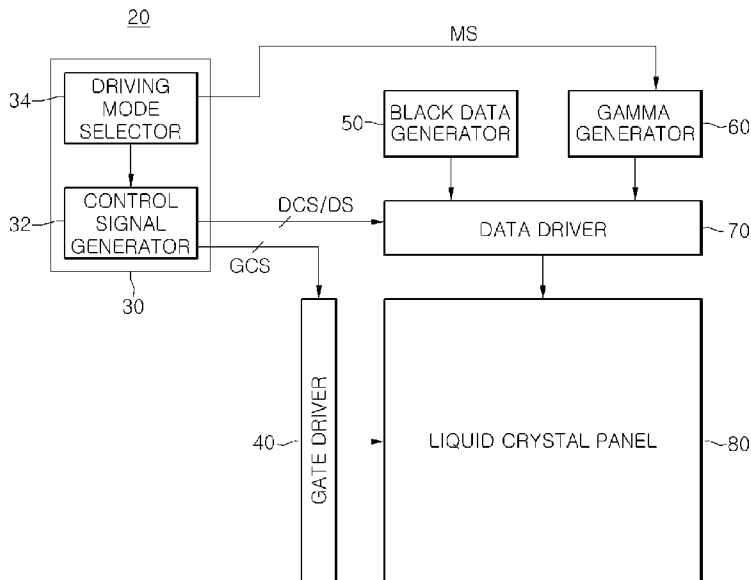 20
MS
34
DRIVING
MODE
SELECTOR
50
BLACK DATA
GENERATOR
GAMMA
GENERATOR
60
32
CONTROL
SIGNAL
GENERATOR
DCS/DS
GCS
DATA DRIVER
70
30
40
GATE DRIVER
LIQUID CRYSTAL PANEL
80